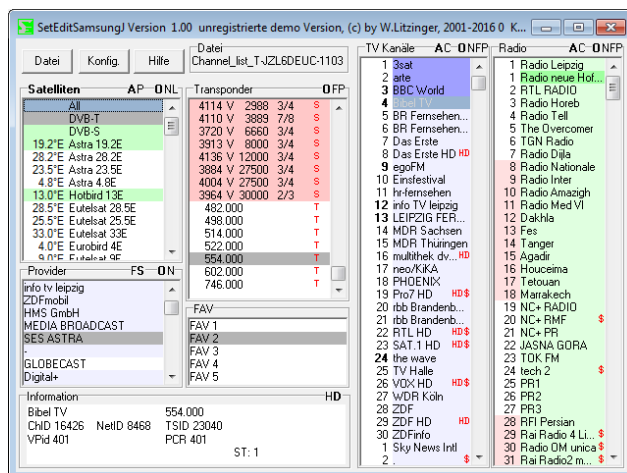 SetEditSamsungJ Version 1.00 unregistrierte demo Version, (c) by W.Litzinger, 2001-2016 0 K...
Datei
Konfig.
Hilfe
Datei
Channel_list_T-JZL6DEUC-1103
Satelliten A P O N L
All
DVB-T
DVB-S
19.2°E Astra 19.2E
28.2°E Astra 28.2E
23.5°E Astra 23.5E
4.8°E Astra 4.8E
13.0°E Hotbird 13E
28.5°E Eutelsat 28.5E
25.5°E Eutelsat 25.5E
33.0°E Eutelsat 33E
4.0°E Eurobird 4E
9.0°E Eutelsat 9E
Transponder O F P
4114 V 2988 3/4 S
4110 V 3889 7/8 S
3720 V 6660 3/4 S
3913 V 8000 3/4 S
4136 V 12000 3/4 S
3884 V 27500 3/4 S
4004 V 27500 3/4 S
3964 V 30000 2/3 S
482.000 T
498.000 T
514.000 T
522.000 T
554.000 T
602.000 T
746.000 T
Provider F S O N
info tv leipzig
ZDFmobil
HMS GmbH
MEDIA BROADCAST
SES ASTRA
-
GLOBECAST
Digital+
FAV
FAV 1
FAV 2
FAV 3
FAV 4
FAV 5
Information HD
Bibel TV 554.000
ChID 16426 NetID 8468 TSID 23040
VPid 401 PCR 401
ST: 1
TV Kanäle A C O N F P
1 3sat
2 arte
3 BBC World
4 Bibel TV
5 BR Fernsehen...
6 BR Fernsehen...
7 Das Erste
8 Das Erste HD HD
9 egoFM
10 Einsfestival
11 hr-fernsehen
12 info TV leipzig
13 LEIPZIG FER...
14 MDR Sachsen
15 MDR Thüringen
16 multithek dv... HD
17 neo/KiKA
18 PHOENIX
19 Pro7 HD HD$
20 rbb Brandenb...
21 rbb Brandenb...
22 RTL HD HD$
23 SAT.1 HD HD$
24 the wave
25 TV Halle
26 VOX HD HD$
27 WDR Köln
28 ZDF
29 ZDF HD HD
30 ZDFinfo
1 Sky News Intl
2 . $
Radio A C O N F P
1 Radio Leipzig
1 Radio neue Hof...
2 RTL RADIO
3 Radio Horeb
4 Radio Tell
5 The Overcomer
6 TGN Radio
7 Radio Dijla
8 Radio Nationale
9 Radio Inter
10 Radio Amazigh
11 Radio Med VI
12 Dakhla
13 Fes
14 Tanger
15 Agadir
16 Houceima
17 Tetouan
18 Marrakech
19 NC+ RADIO
20 NC+ RMF $
21 NC+ PR
22 JASNA GORA
23 TOK FM
24 tech 2 $
25 PR1
26 PR2
27 PR3
28 RFI Persian
29 Rai Radio 4 Li... $
30 Radio OM unica $
31 Rai Radio2 m... $